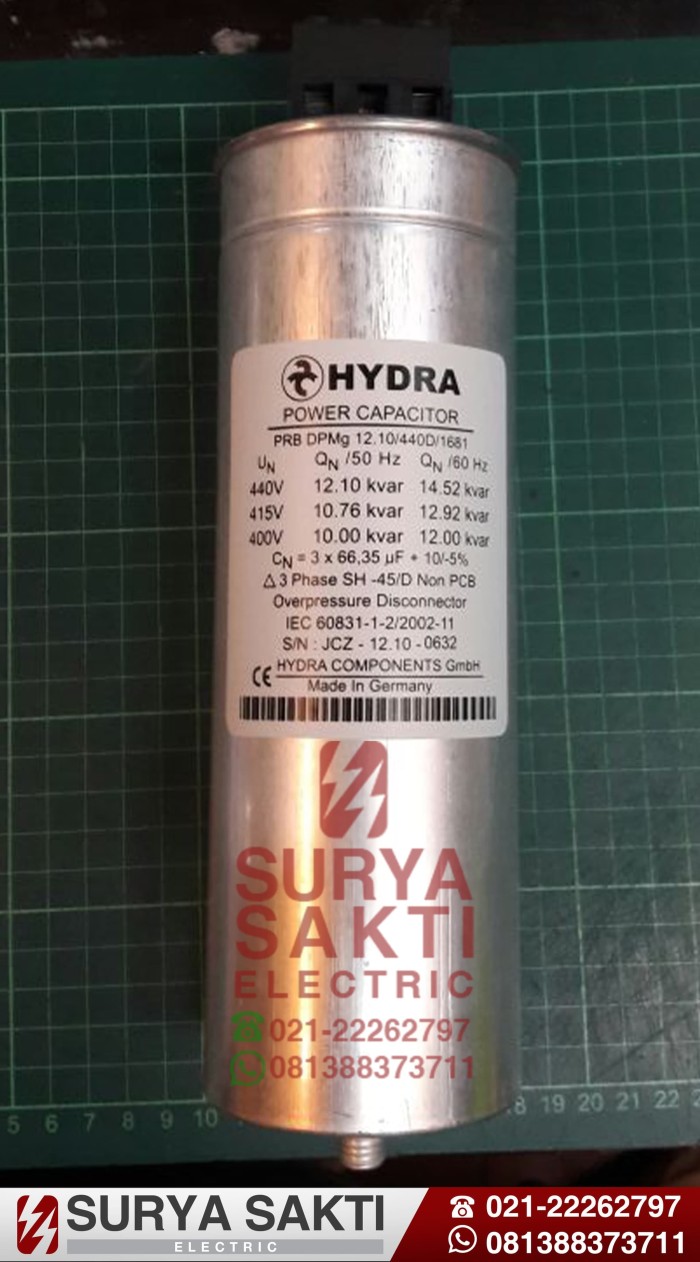 HYDRA
POWER CAPACITOR
PRB DPMg 12.10/440D/1681
UN QN /50 Hz QN /60 Hz
440V 12.10 kvar 14.52 kvar
415V 10.76 kvar 12.92 kvar
400V 10.00 kvar 12.00 kvar
CN = 3 x 66,35 µF + 10/-5%
Δ 3 Phase SH -45/D Non PCB
Overpressure Disconnector
IEC 60831-1-2/2002-11
S/N : JCZ - 12.10 - 0632
CE HYDRA COMPONENTS GmbH
Made In Germany
SURYA
SAKTI
ELECTRIC
021-22262797
081388373711
5 6 7 8 9 10 18 19 20 21 22
SURYA SAKTI
ELECTRIC
021-22262797
081388373711